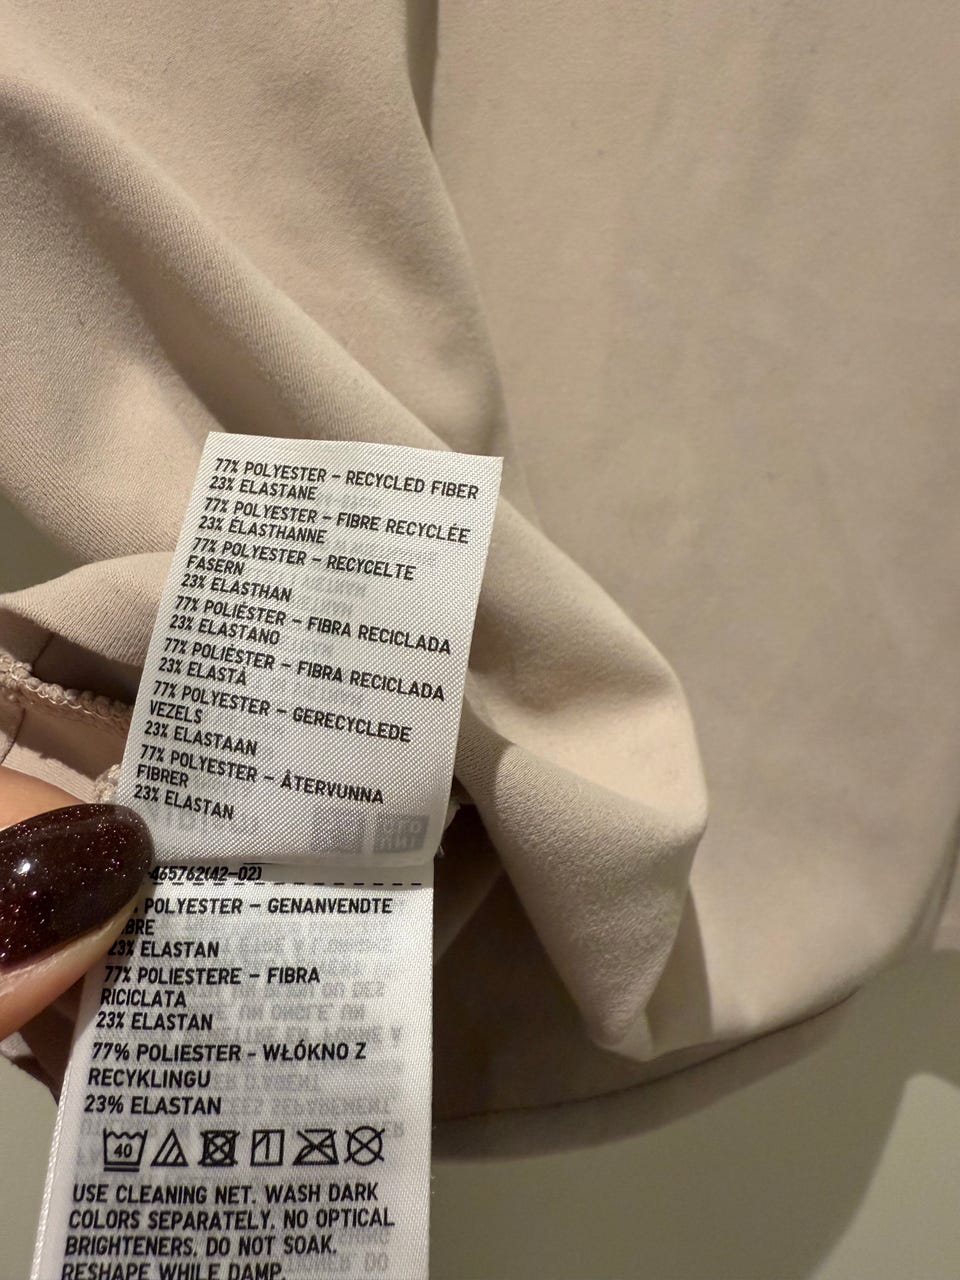 77% POLYESTER - RECYCLED FIBER
23% ELASTANE
77% POLYESTER - FIBRE RECYCLÉE
23% ÉLASTHANNE
77% POLYESTER - RECYCELTE
FASERN
23% ELASTHAN
77% POLIÉSTER - FIBRA RECICLADA
23% ELASTANO
77% POLIÈSTER - FIBRA RECICLADA
23% ELASTÀ
77% POLYESTER - GERECYCLEDE
VEZELS
23% ELASTAAN
77% POLYESTER - ÅTERVUNNA
FIBRER
23% ELASTAN
-465762(42-02)
POLYESTER - GENANVENDTE
23% ELASTAN
77% POLIESTERE - FIBRA
RICICLATA
23% ELASTAN
77% POLIESTER - WŁÓKNO Z
RECYKLINGU
23% ELASTAN
40
USE CLEANING NET. WASH DARK
COLORS SEPARATELY. NO OPTICAL
BRIGHTENERS. DO NOT SOAK.
RESHAPE WHILE DAMP.